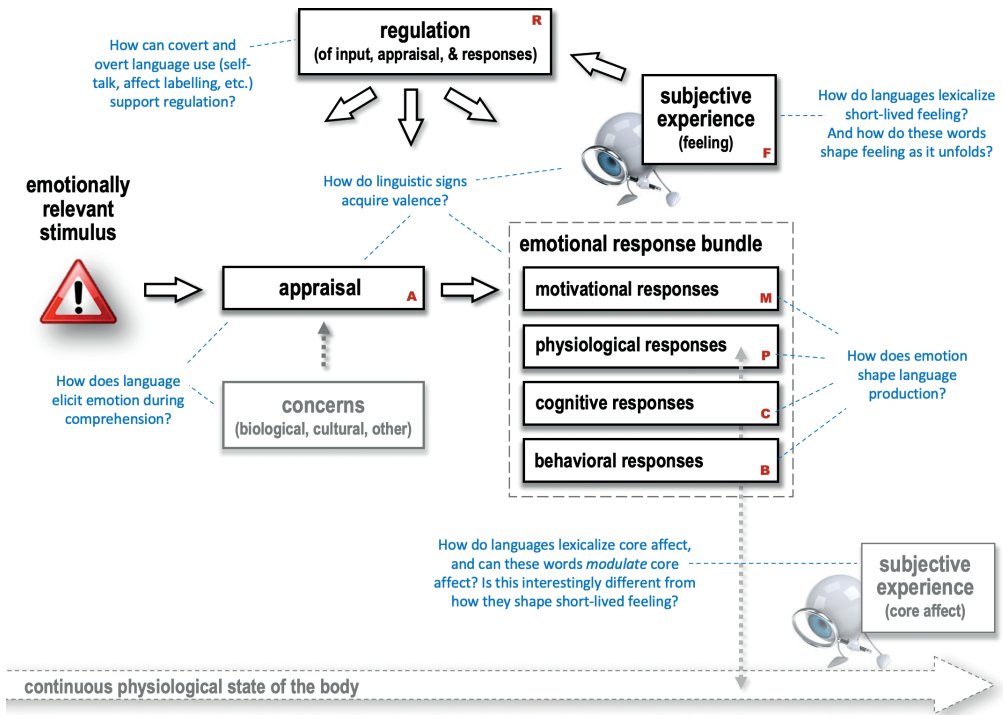 regulation
R
(of input, appraisal, & responses)
How can covert and
overt language use (self-
talk, affect labelling, etc.)
support regulation?
subjective
experience
(feeling)
F
How do languages lexicalize
short-lived feeling?
And how do these words
shape feeling as it unfolds?
How do linguistic signs
acquire valence?
emotionally
relevant
stimulus
!
appraisal
A
emotional response bundle
motivational responses
M
physiological responses
P
cognitive responses
C
behavioral responses
B
How does emotion
shape language
production?
How does language
elicit emotion during
comprehension?
concerns
(biological, cultural, other)
How do languages lexicalize core affect,
and can these words modulate core
affect? Is this interestingly different from
how they shape short-lived feeling?
subjective
experience
(core affect)
continuous physiological state of the body